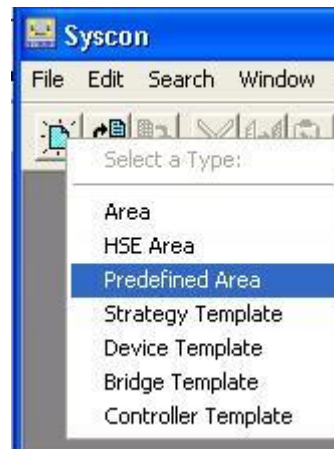 Syscon
File Edit Search Window
Select a Type:
Area
HSE Area
Predefined Area
Strategy Template
Device Template
Bridge Template
Controller Template